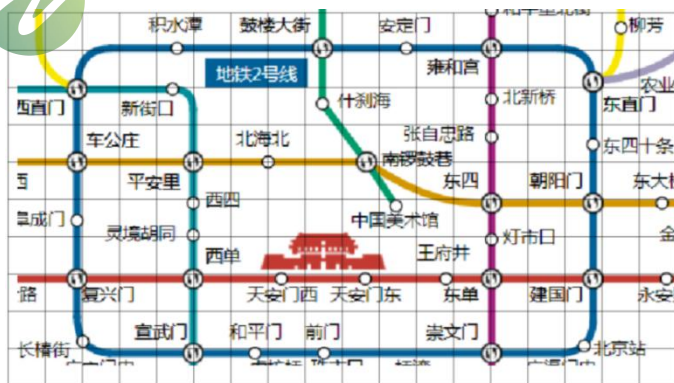 积水潭
鼓楼大街
安定门
柳芳
地铁2号线
雍和宫
西直门
新街口
什刹海
北新桥
东直门
农业
车公庄
北海北
张自忠路
东四十条
南锣鼓巷
平安里
东四
朝阳门
东大
西四
中国美术馆
阜成门
灵境胡同
灯市口
西单
王府井
路
复兴门
天安门西
天安门东
东单
建国门
永安
宣武门
和平门
前门
崇文门
长椿街
北京站